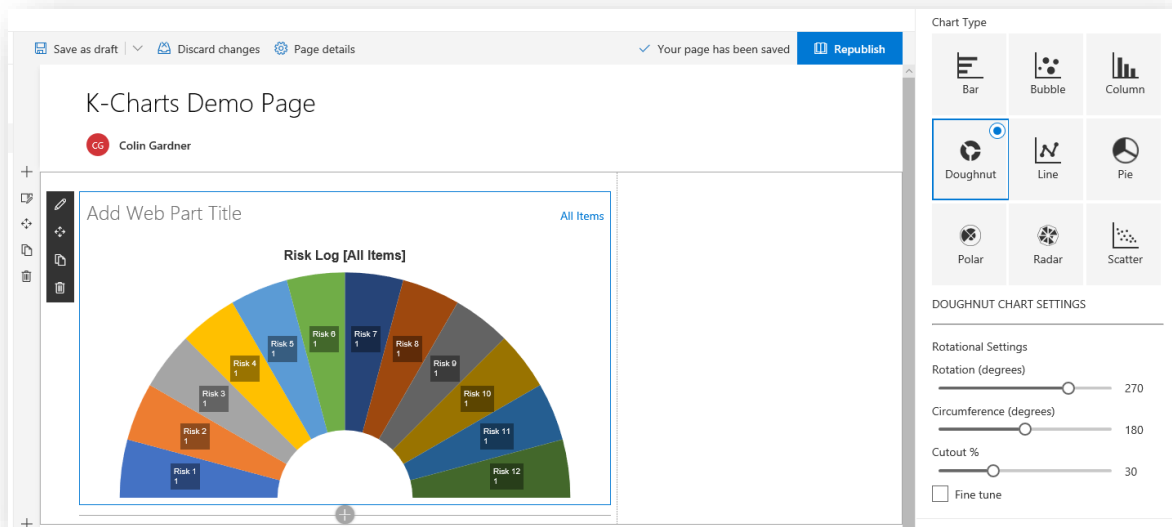 Save as draft
Discard changes
Page details
Your page has been saved
Republish
K-Charts Demo Page
CG
Colin Gardner
Add Web Part Title
All Items
Risk Log [All Items]
Risk 1
1
Risk 2
1
Risk 3
1
Risk 4
1
Risk 5
1
Risk 6
1
Risk 7
1
Risk 8
1
Risk 9
1
Risk 10
1
Risk 11
1
Risk 12
1
Chart Type
Bar
Bubble
Column
Doughnut
Line
Pie
Polar
Radar
Scatter
DOUGHNUT CHART SETTINGS
Rotational Settings
Rotation (degrees)
270
Circumference (degrees)
180
Cutout %
30
Fine tune